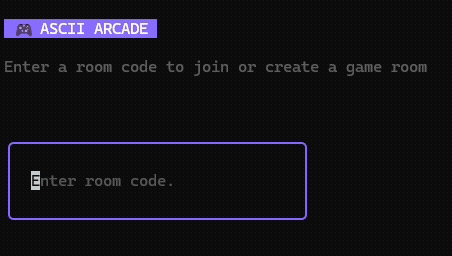 🎮 ASCII ARCADE
Enter a room code to join or create a game room
Enter room code.